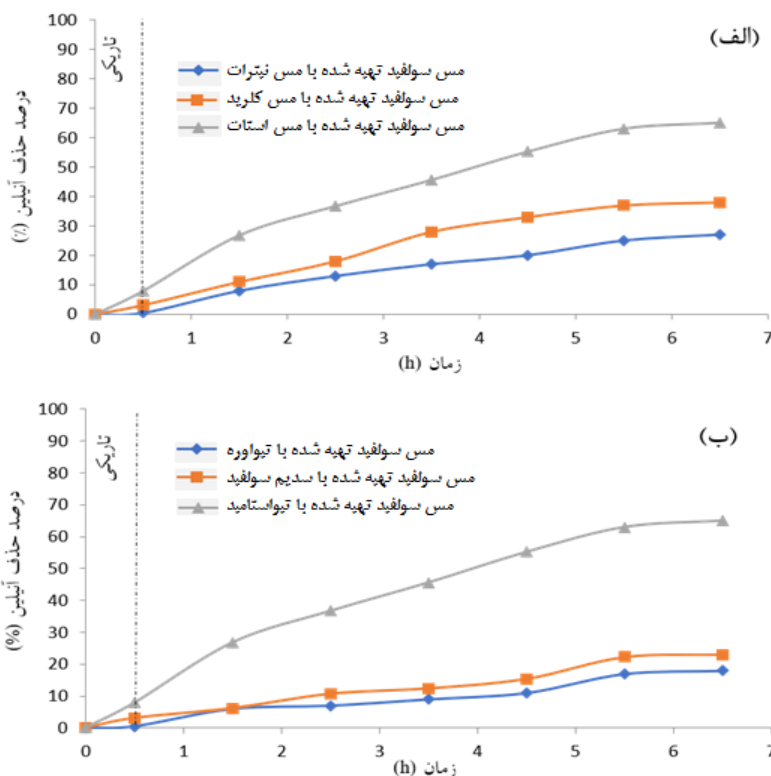 (الف)
تاریکی
مس سولفید تهیه شده با مس نیترات
مس سولفید تهیه شده با مس کلرید
مس سولفید تهیه شده با مس استات
درصد حذف آنیلین (٪)
100
90
80
70
60
50
40
30
20
10
0
0 1 2 3 4 5 6 7
زمان (h)
(ب)
تاریکی
مس سولفید تهیه شده با تیواوره
مس سولفید تهیه شده با سدیم سولفید
مس سولفید تهیه شده با تیواستامید
درصد حذف آنیلین (%)
100
90
80
70
60
50
40
30
20
10
0
0 1 2 3 4 5 6 7
زمان (h)